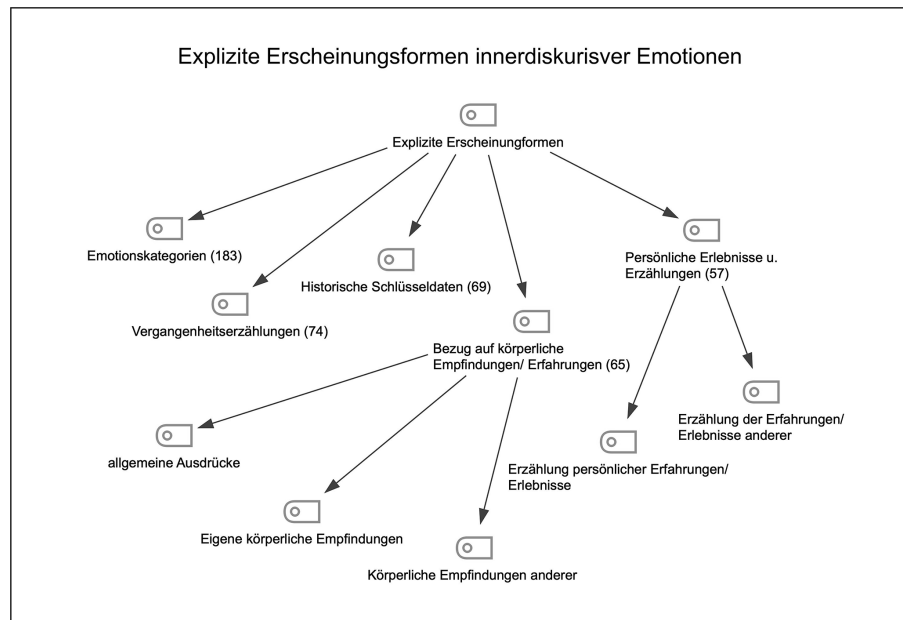 Explizite Erscheinungsformen innerdiskurisver Emotionen
Explizite Erscheinungformen
Emotionskategorien (183)
Historische Schlüsseldaten (69)
Persönliche Erlebnisse u.
Erzählungen (57)
Vergangenheitserzählungen (74)
Bezug auf körperliche
Empfindungen/ Erfahrungen (65)
allgemeine Ausdrücke
Eigene körperliche Empfindungen
Körperliche Empfindungen anderer
Erzählung persönlicher Erfahrungen/
Erlebnisse
Erzählung der Erfahrungen/
Erlebnisse anderer